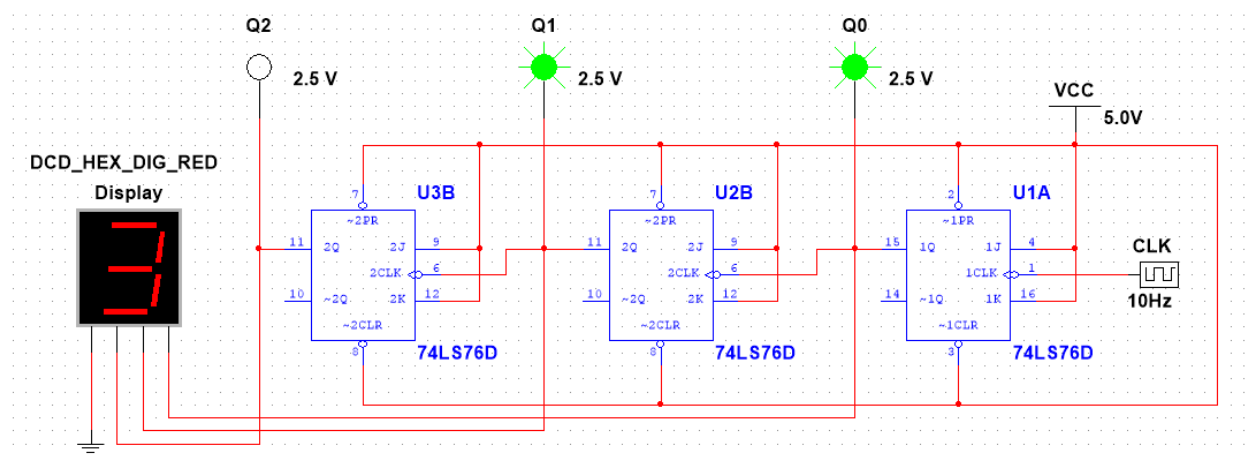 Q2
Q1
Q0
2.5 V
2.5 V
2.5 V
VCC
5.0V
DCD_HEX_DIG_RED
Display
3
7
U3B
~2PR
11
2Q
2J
9
2CLK
6
10
~2Q
2K
12
~2CLR
8
74LS76D
7
U2B
~2PR
11
2Q
2J
9
2CLK
6
10
~2Q
2K
12
~2CLR
8
74LS76D
2
U1A
~1PR
15
1Q
1J
4
1CLK
1
14
~1Q
1K
16
~1CLR
3
74LS76D
CLK
10Hz